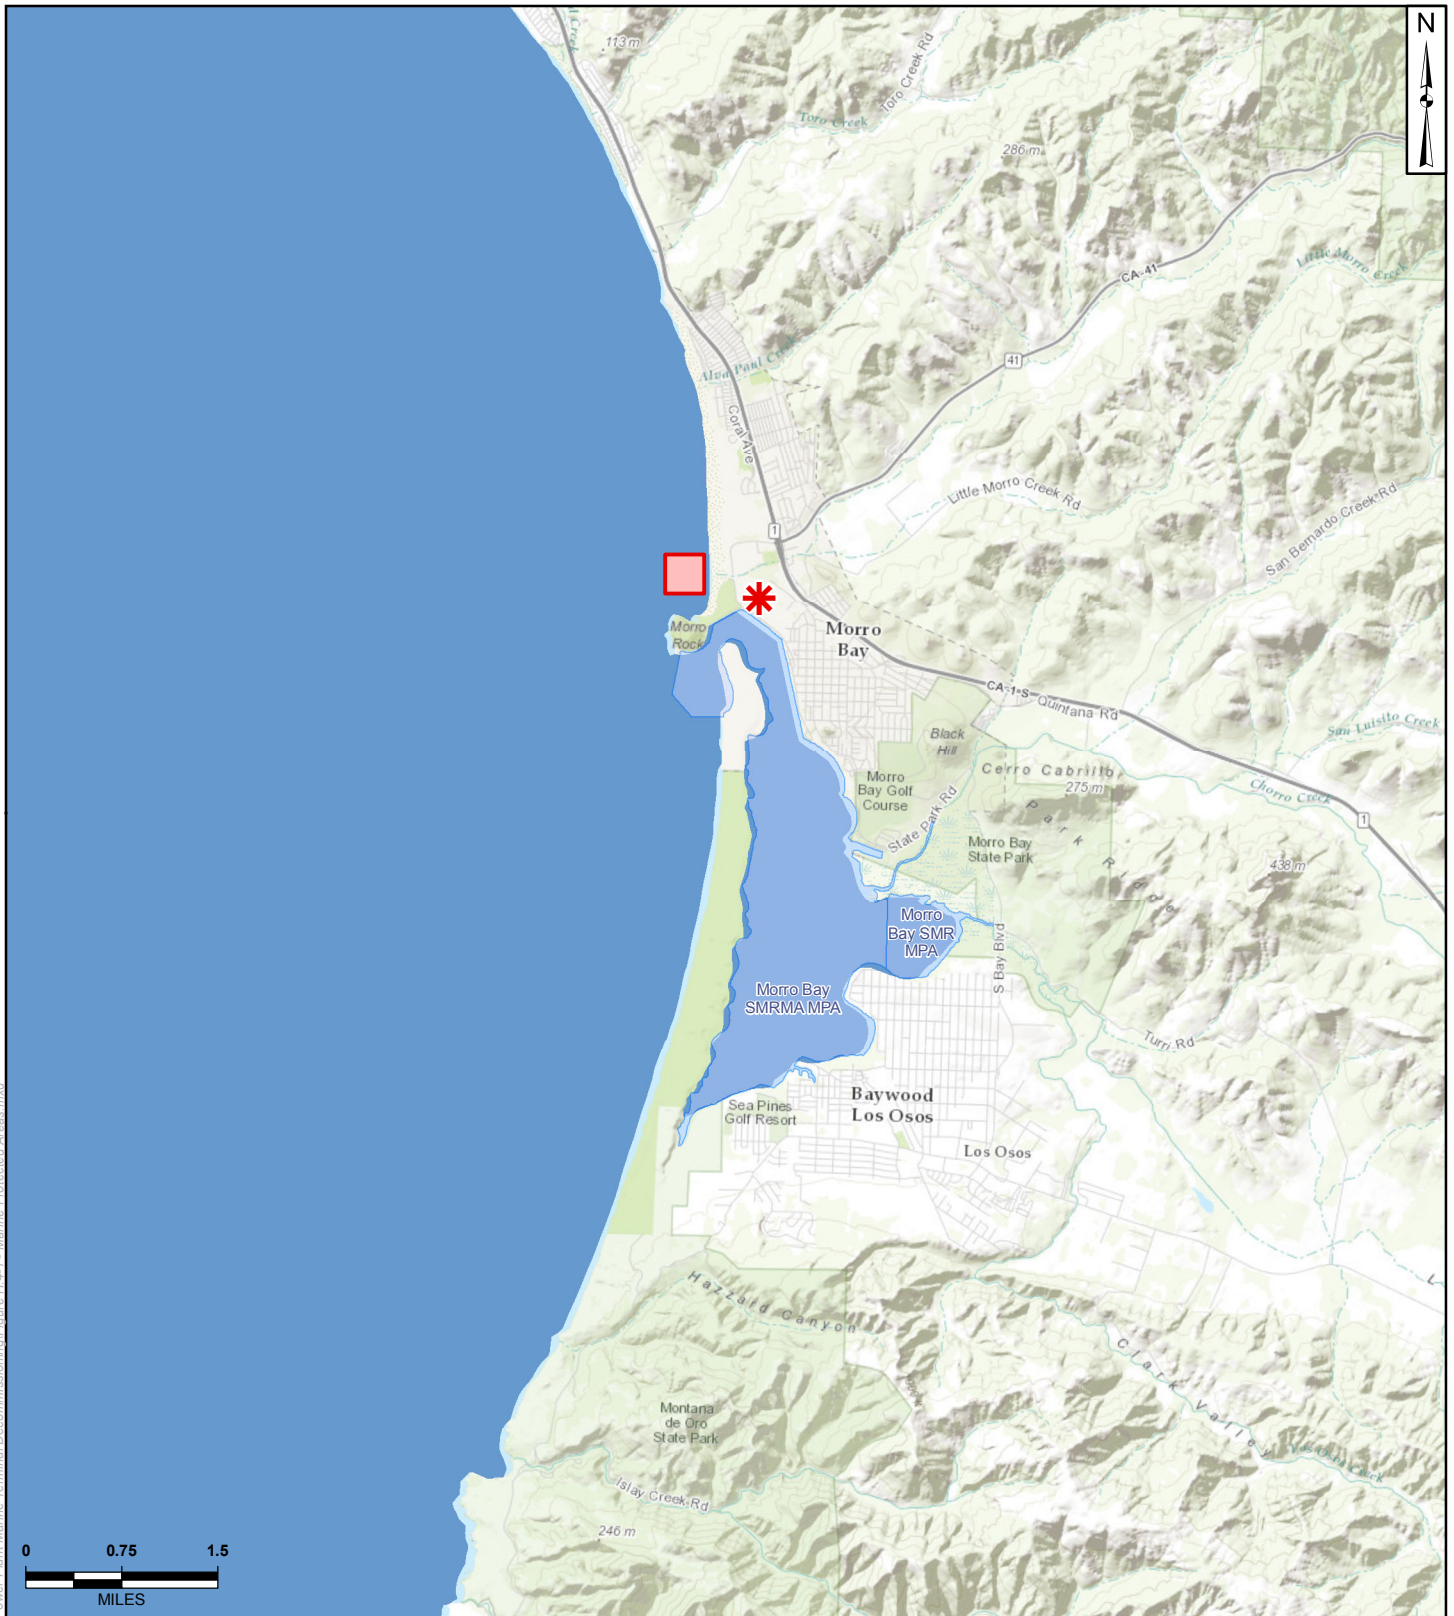 N
113 m
Toro Creek Rd
Toro Creek
286 m
CA-41
Little Morro Creek
41
Alva Paul Creek
Coral Ave
Little Morro Creek Rd
San Bernardo Creek Rd
1
Morro
Rock
Morro
Bay
CA-1-S
Quintana Rd
San Luisito Creek
Black
Hill
Cerro Cabrillo
275 m
Morro
Bay Golf
Course
State Park Rd
Park Ridge
Chorro Creek
1
Morro Bay
State Park
438 m
Morro
Bay SMR
MPA
S Bay Blvd
Morro Bay
SMRMA MPA
Turri Rd
Baywood
Los Osos
Sea Pines
Golf Resort
Los Osos
Hazzard Canyon
Clark Valley
Montana
de Oro
State Park
Los Osos Creek
Islay Creek Rd
246 m
0 0.75 1.5
MILES